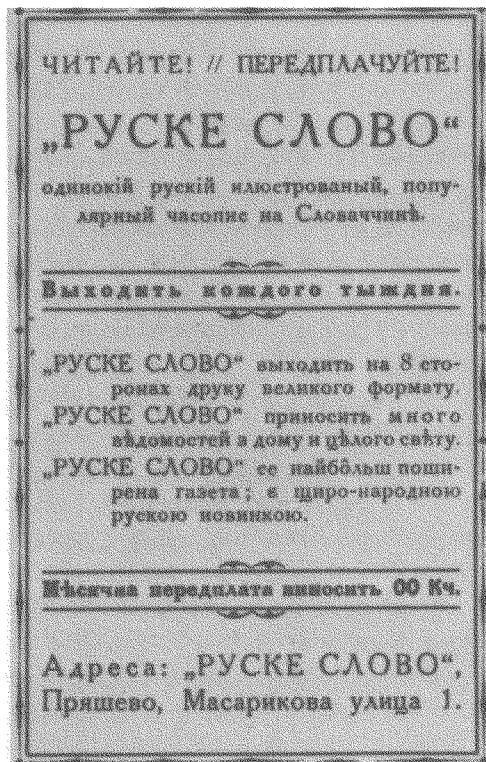 ЧИТАЙТЕ! // ПЕРЕДПЛАЧУЙТЕ!
„РУСКЕ СЛОВО“
одинокій рускій илюстрованый, попу-
лярный часопис на Словаччинѣ.
Выходить кождого тыждня.
„РУСКЕ СЛОВО“ выходить на 8 сто-
ронах друку великого формату.
„РУСКЕ СЛОВО“ приносить много
вѣдомостей з дому и цѣлого свѣту.
„РУСКЕ СЛОВО“ се найбôльш поши-
рена газета; є щиро-народною
рускою новинкою.
Мѣсячна передплата виносить 00 Кч.
Адреса: „РУСКЕ СЛОВО“,
Пряшево, Масарикова улица 1.